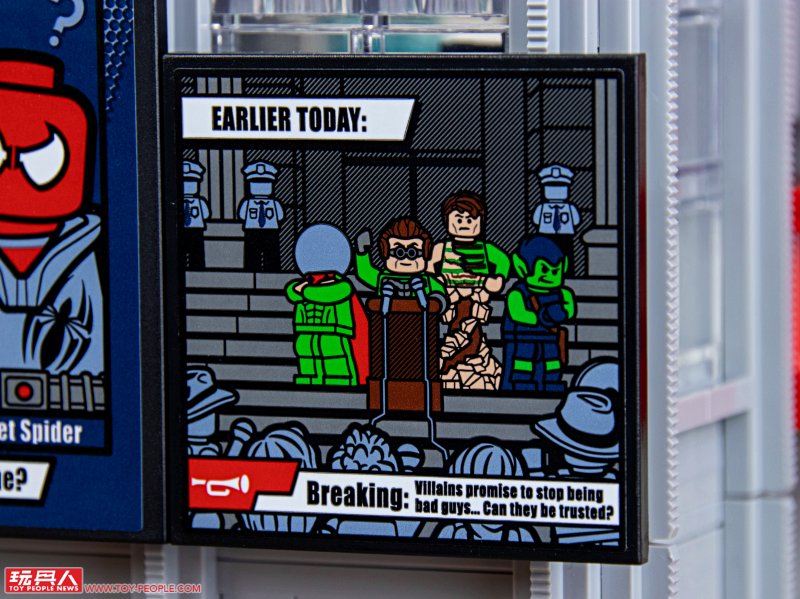 ?
EARLIER TODAY:
et Spider
e?
Breaking:
Villains promise to stop being
bad guys... Can they be trusted?
玩具人
TOY PEOPLE NEWS
WWW.TOY-PEOPLE.COM